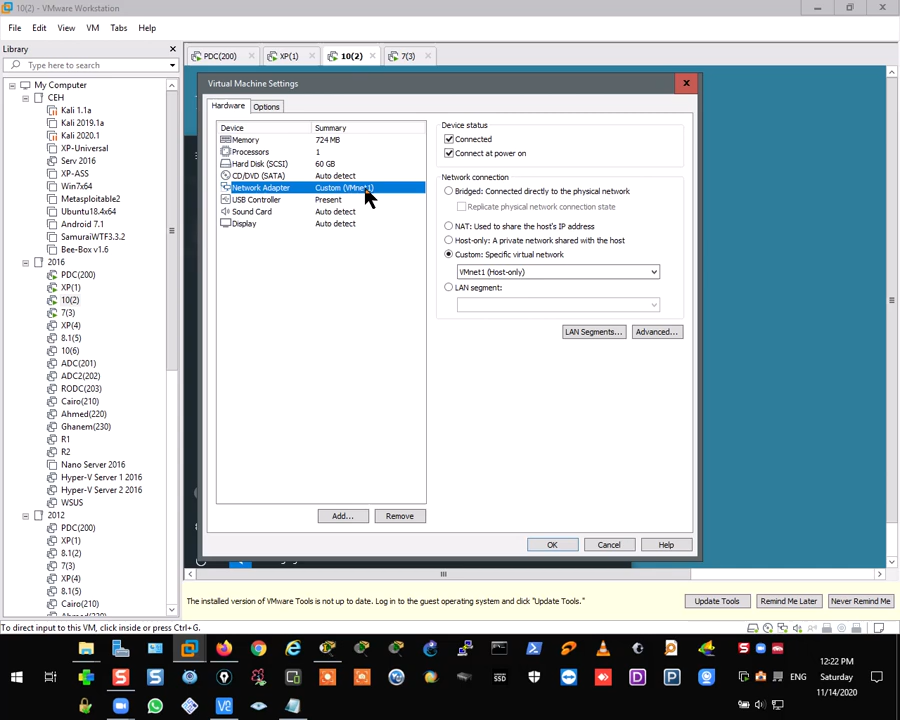 10(2) - VMware Workstation
File Edit View VM Tabs Help
Library
Type here to search
My Computer
CEH
Kali 1.1a
Kali 2019.1a
Kali 2020.1
XP-Universal
Serv 2016
XP-ASS
Win7x64
Metasploitable2
Ubuntu18.4x64
Android 7.1
SamuraiWTF3.3.2
Bee-Box v1.6
2016
PDC(200)
XP(1)
10(2)
7(3)
XP(4)
8.1(5)
10(6)
ADC(201)
ADC2(202)
RODC(203)
Cairo(210)
Ahmed(220)
Ghanem(230)
R1
R2
Nano Server 2016
Hyper-V Server 1 2016
Hyper-V Server 2 2016
WSUS
2012
PDC(200)
XP(1)
8.1(2)
7(3)
XP(4)
8.1(5)
Cairo(210)
PDC(200) XP(1) 10(2) 7(3)
Virtual Machine Settings
Hardware Options
Device Summary
Memory 724 MB
Processors 1
Hard Disk (SCSI) 60 GB
CD/DVD (SATA) Auto detect
Network Adapter Custom (VMnet1)
USB Controller Present
Sound Card Auto detect
Display Auto detect
Add... Remove
Device status
Connected
Connect at power on
Network connection
Bridged: Connected directly to the physical network
Replicate physical network connection state
NAT: Used to share the host's IP address
Host-only: A private network shared with the host
Custom: Specific virtual network
VMnet1 (Host-only)
LAN segment:
LAN Segments... Advanced...
OK Cancel Help
The installed version of VMware Tools is not up to date. Log in to the guest operating system and click "Update Tools."
Update Tools Remind Me Later Never Remind Me
To direct input to this VM, click inside or press Ctrl+G.
ENG
12:22 PM
Saturday
11/14/2020
SSD